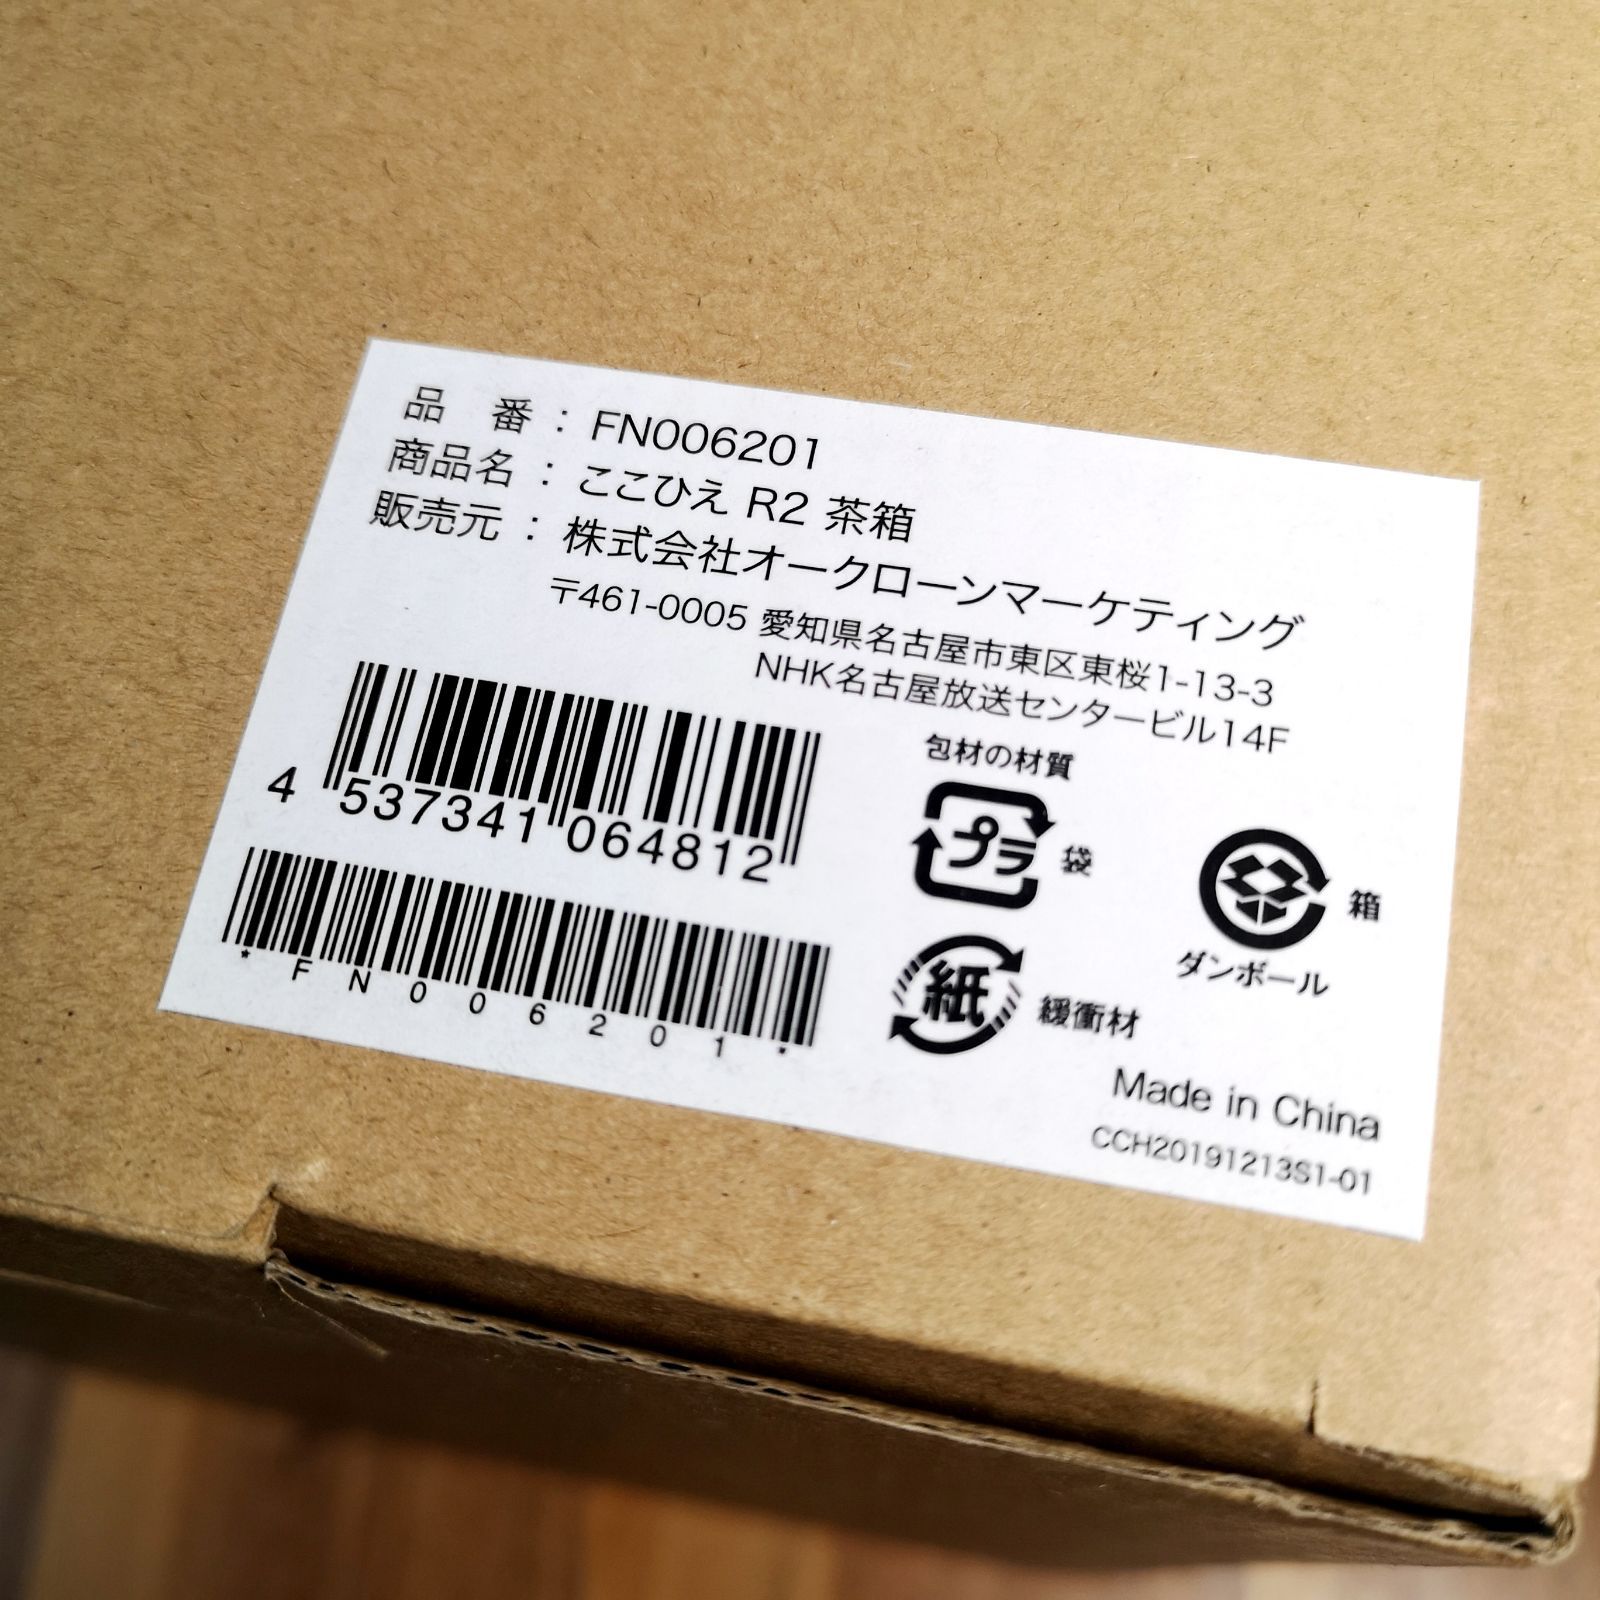 品 番 : FN006201
商品名 : ここひえ R2 茶箱
販売元 : 株式会社オークローンマーケティング
〒461-0005 愛知県名古屋市東区東桜1-13-3
NHK名古屋放送センタービル14F
包材の材質
プラ 袋
箱
ダンボール
紙 緩衝材
4 537341 064812
*FN006201*
Made in China
CCH20191213S1-01